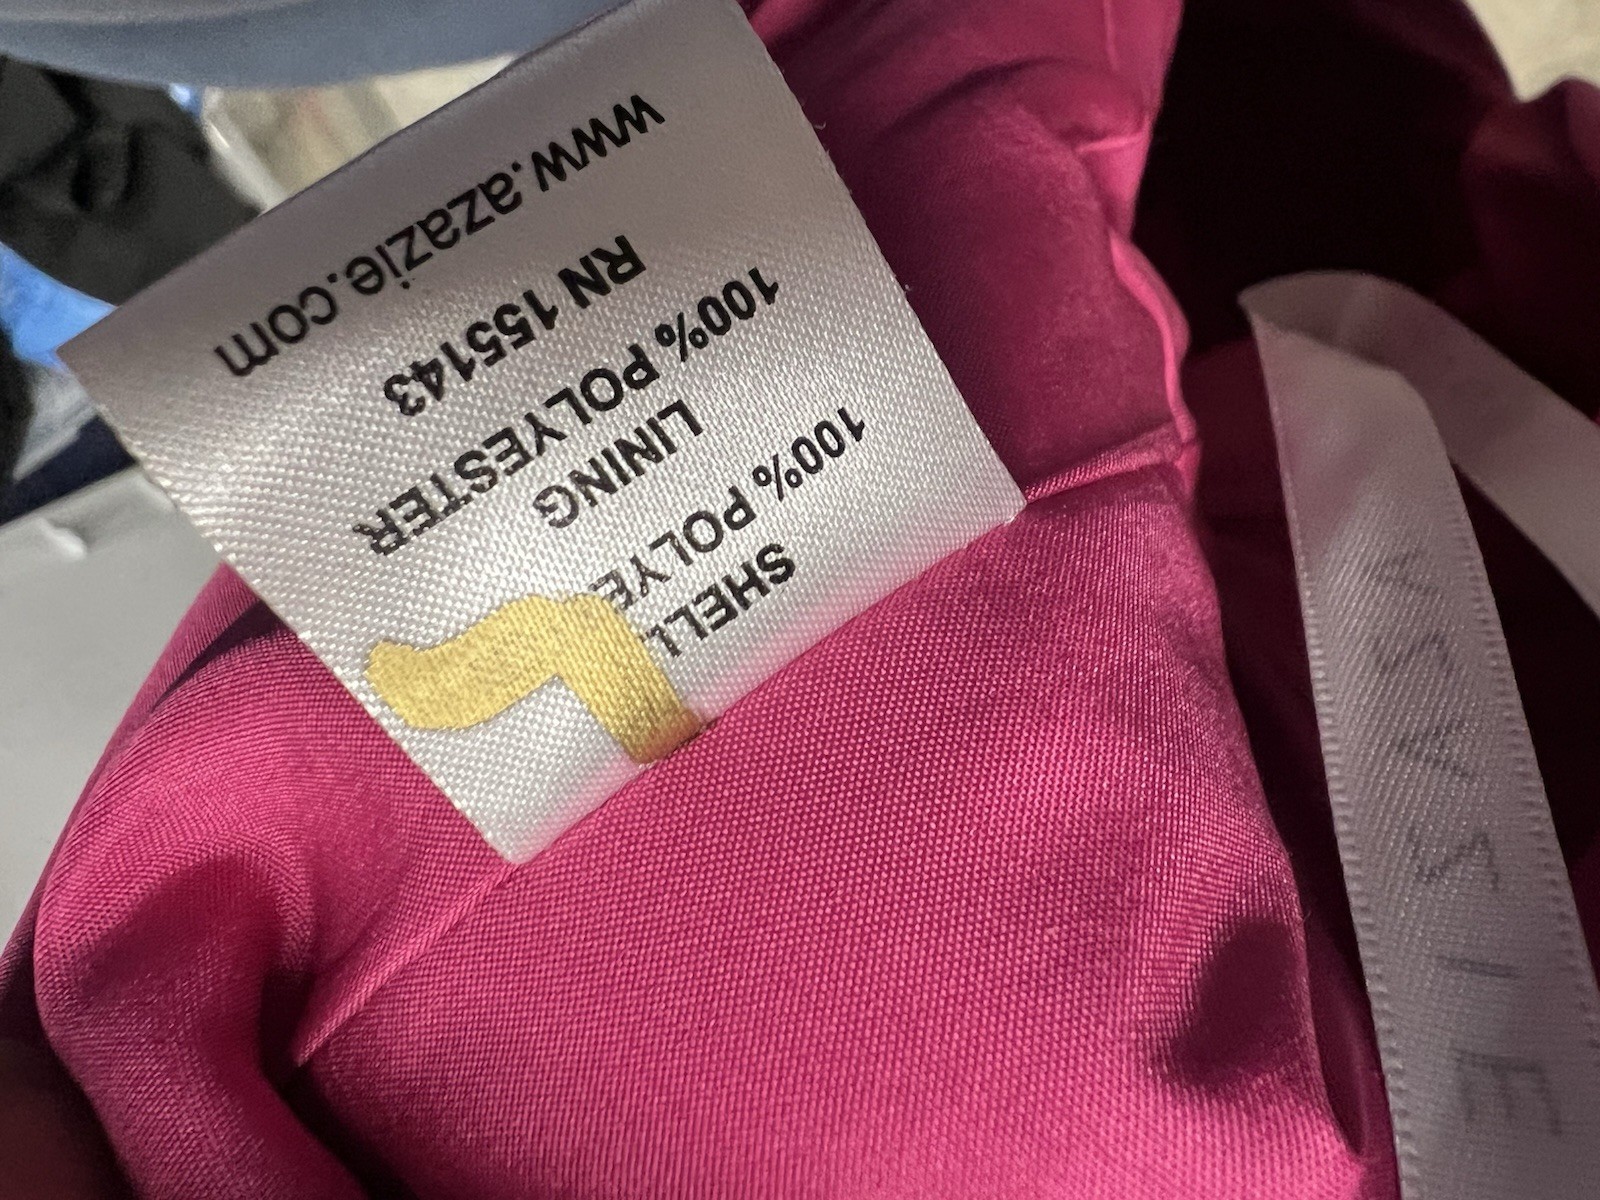 SHELL
100% POLYE
LINING
100% POLYESTER
RN 155143
www.azazie.com